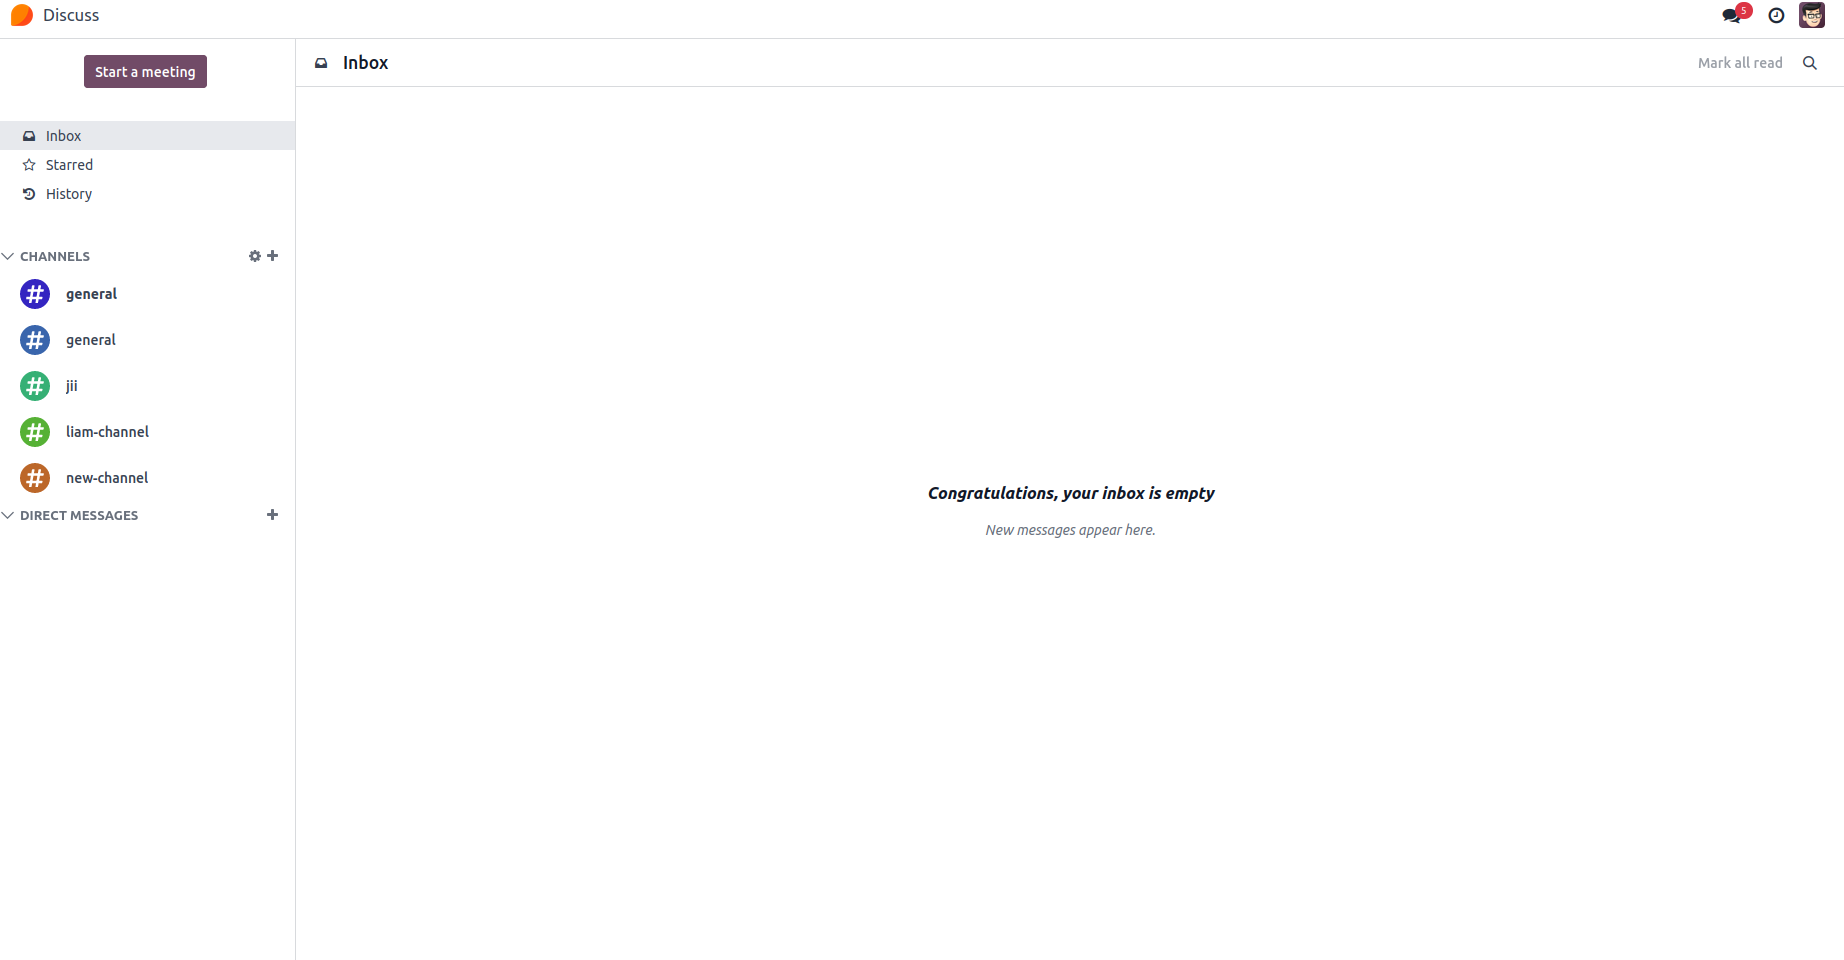 Discuss
5
Start a meeting
Inbox
Starred
History
CHANNELS
general
general
jii
liam-channel
new-channel
DIRECT MESSAGES
Inbox
Mark all read
Congratulations, your inbox is empty
New messages appear here.